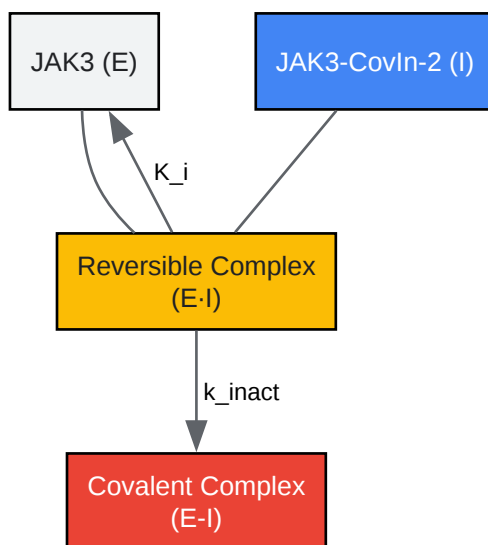 JAK3 (E)
JAK3-CovIn-2 (I)
K_i
Reversible Complex
(E·I)
k_inact
Covalent Complex
(E-I)